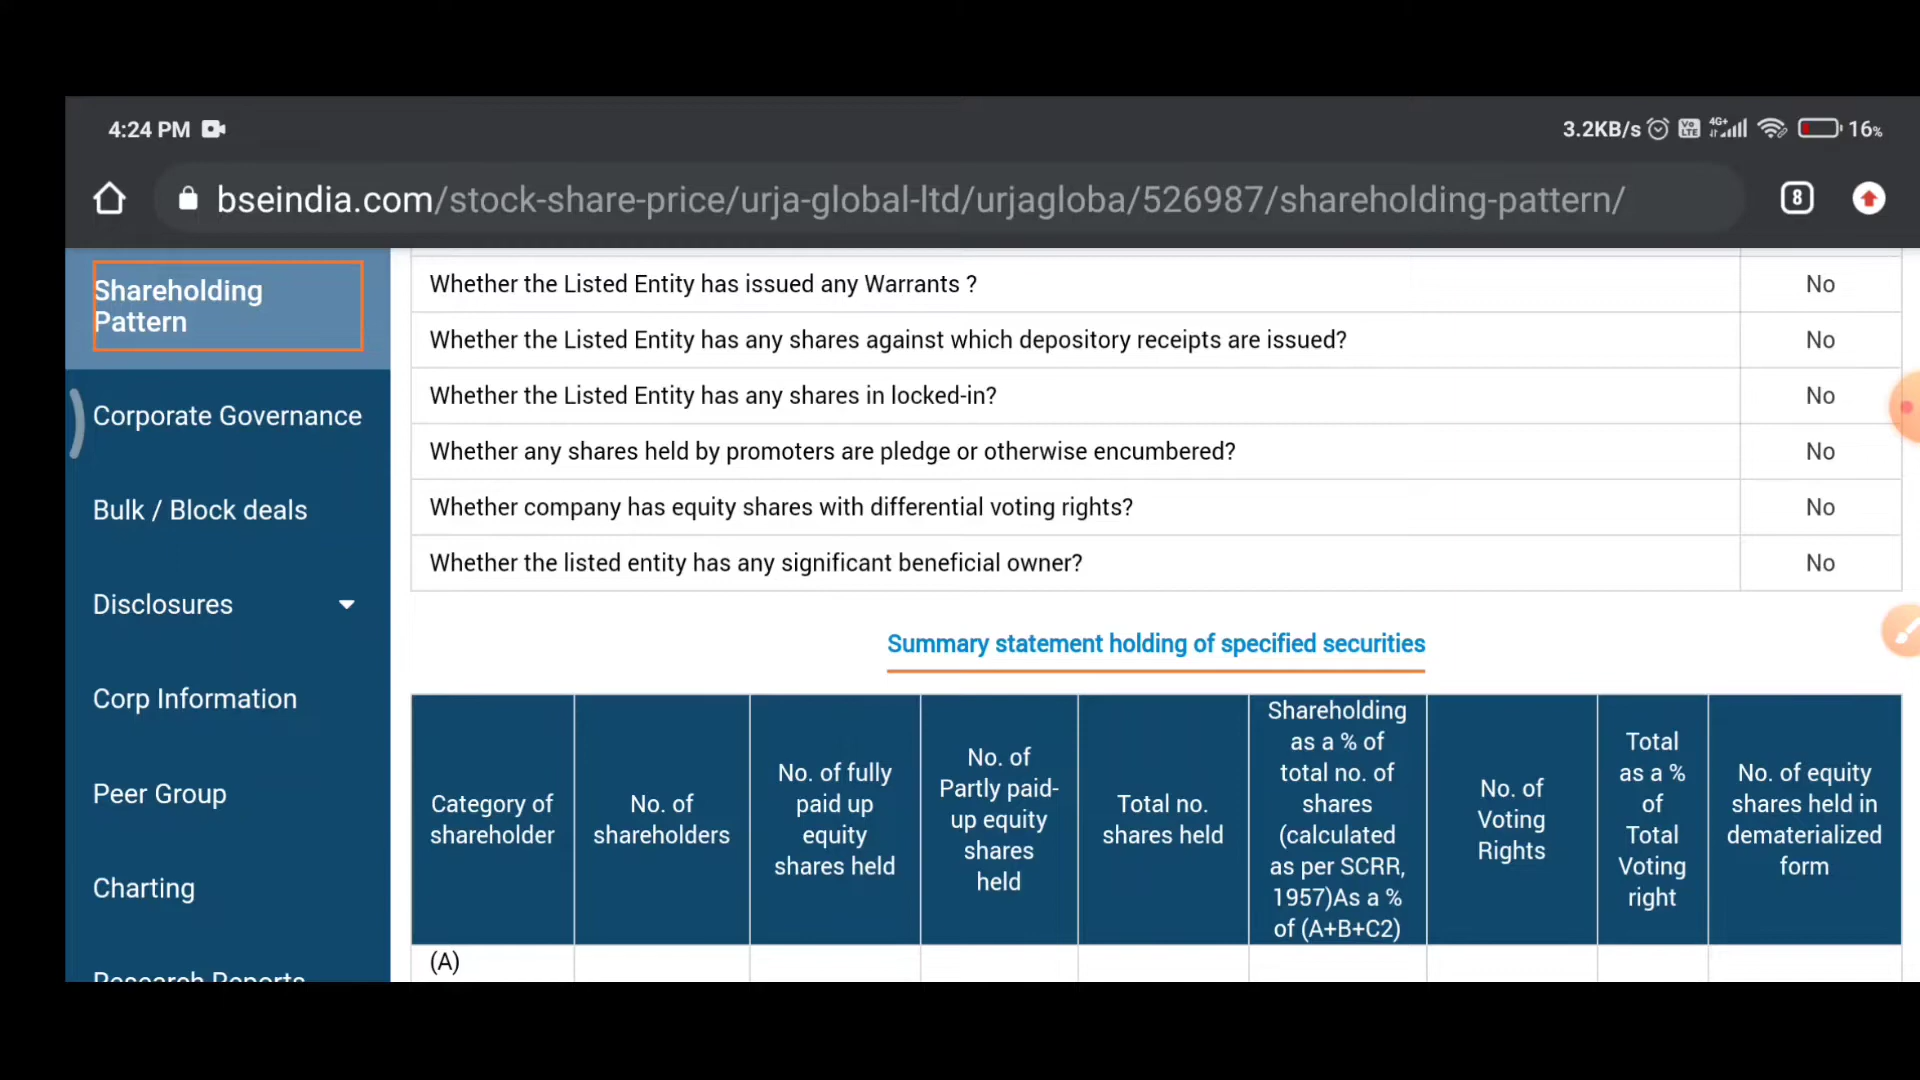 4:24 PM
3.2KB/s Vo LTE 4G+ 16%
bseindia.com/stock-share-price/urja-global-ltd/urjagloba/526987/shareholding-pattern/
8
Shareholding
Pattern
Corporate Governance
Bulk / Block deals
Disclosures
Corp Information
Peer Group
Charting
Research Reports
Whether the Listed Entity has issued any Warrants ? No
Whether the Listed Entity has any shares against which depository receipts are issued? No
Whether the Listed Entity has any shares in locked-in? No
Whether any shares held by promoters are pledge or otherwise encumbered? No
Whether company has equity shares with differential voting rights? No
Whether the listed entity has any significant beneficial owner? No
Summary statement holding of specified securities
Category of
shareholder
No. of
shareholders
No. of fully
paid up
equity
shares held
No. of
Partly paid-
up equity
shares
held
Total no.
shares held
Shareholding
as a % of
total no. of
shares
(calculated
as per SCRR,
1957)As a %
of (A+B+C2)
No. of
Voting
Rights
Total
as a %
of
Total
Voting
right
No. of equity
shares held in
dematerialized
form
(A)